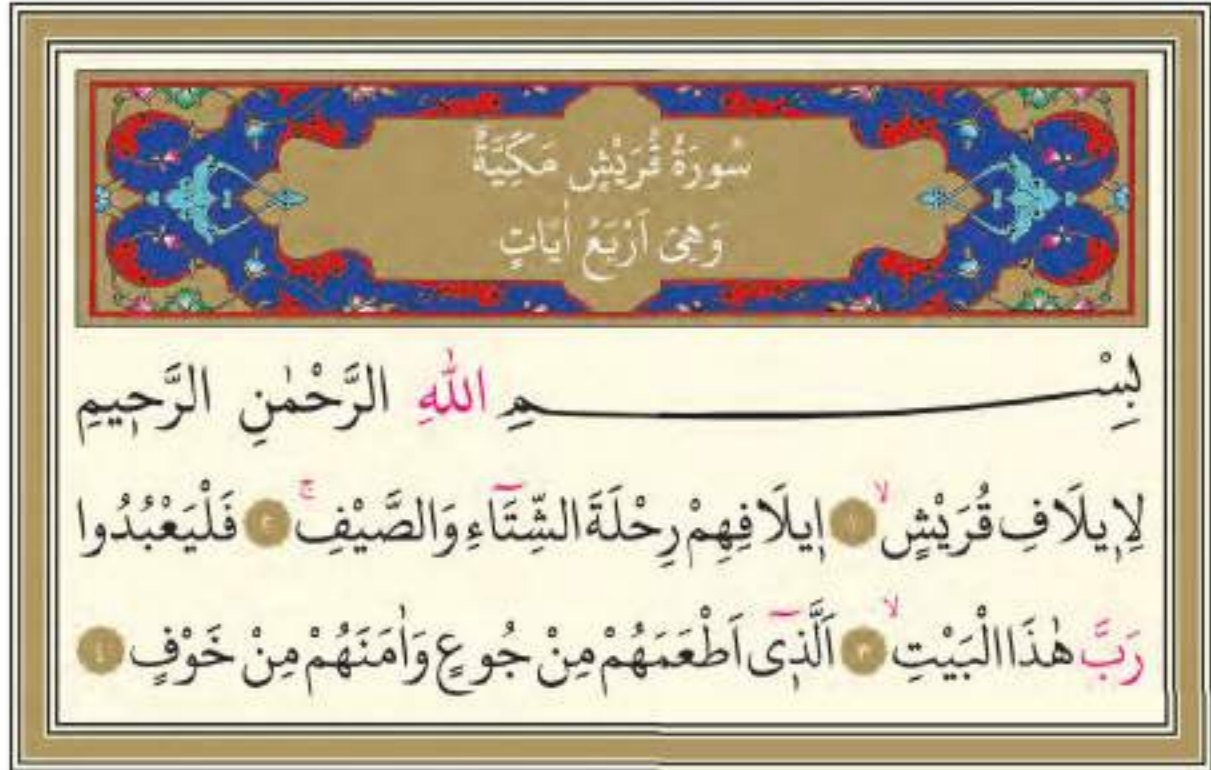 سُورَةُ قُرَيْشٍ مَكِّيَّةٌ
وَهِىَ اَرْبَعُ اٰيَاتٍ
بِسْمِ اللّٰهِ الرَّحْمٰنِ الرَّحٖيمِ
لِاٖيلَافِ قُرَيْشٍۙ ١ اٖيلَافِهِمْ رِحْلَةَ الشِّتَٓاءِ وَالصَّيْفِۚ ٢ فَلْيَعْبُدُوا
رَبَّ هٰذَا الْبَيْتِۙ ٣ اَلَّذٖٓى اَطْعَمَهُمْ مِنْ جُوعٍ وَاٰمَنَهُمْ مِنْ خَوْفٍ ٤